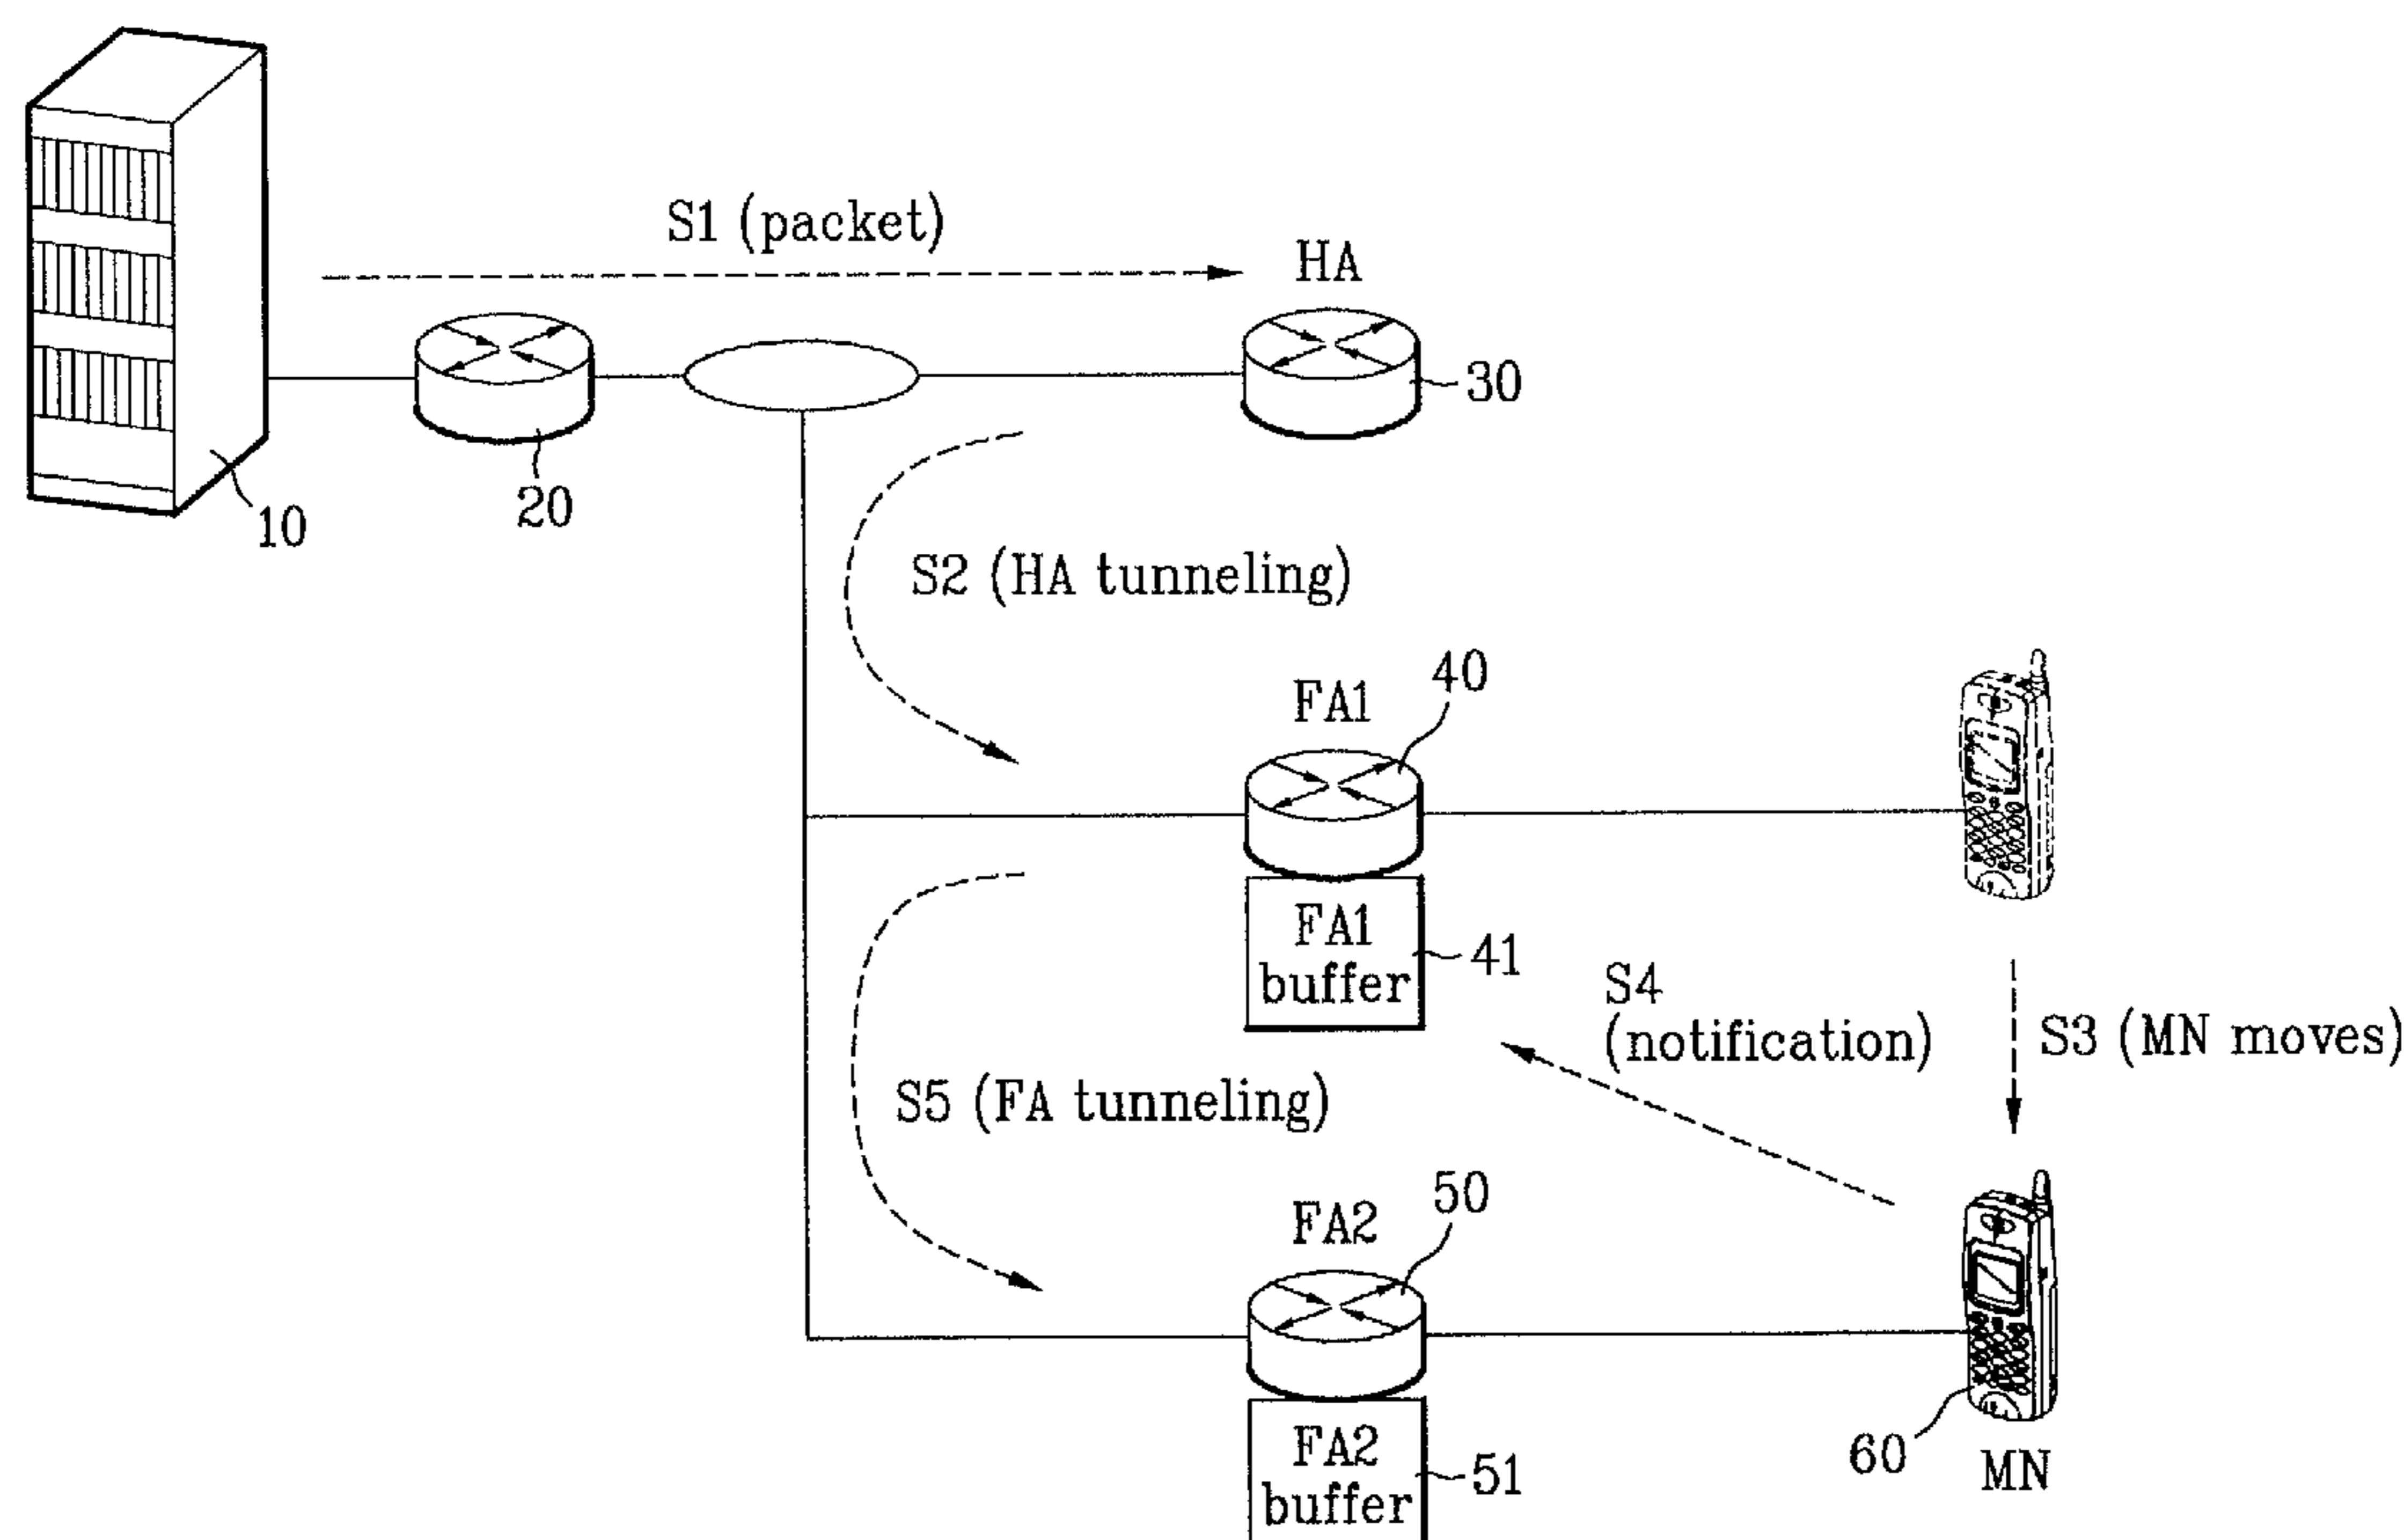 S1 (packet)
HA
30
20
10
S2 (HA tunneling)
40
FA1
FA1
buffer
41
S4
(notification)
S3 (MN moves)
S5 (FA tunneling)
50
FA2
FA2
buffer
51
60
MN